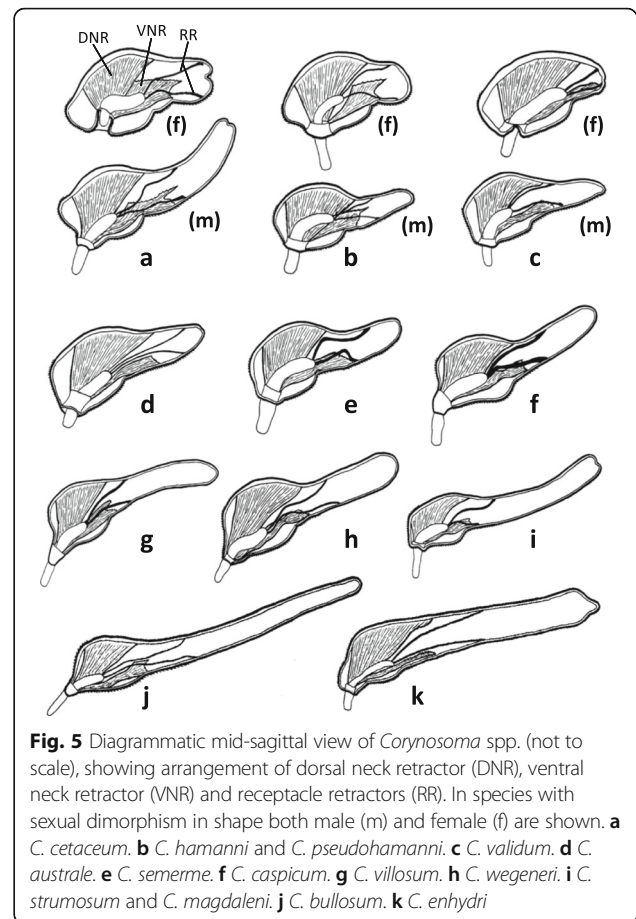 DNR VNR RR
(f) (f) (f)
(m) (m) (m)
a b c
d e f
g h i
j k
Fig. 5 Diagrammatic mid-sagittal view of Corynosoma spp. (not to
scale), showing arrangement of dorsal neck retractor (DNR), ventral
neck retractor (VNR) and receptacle retractors (RR). In species with
sexual dimorphism in shape both male (m) and female (f) are shown. a
C. cetaceum. b C. hamanni and C. pseudohamanni. c C. validum. d C.
australe. e C. semerme. f C. caspicum. g C. villosum. h C. wegeneri. i C.
strumosum and C. magdaleni. j C. bullosum. k C. enhydri